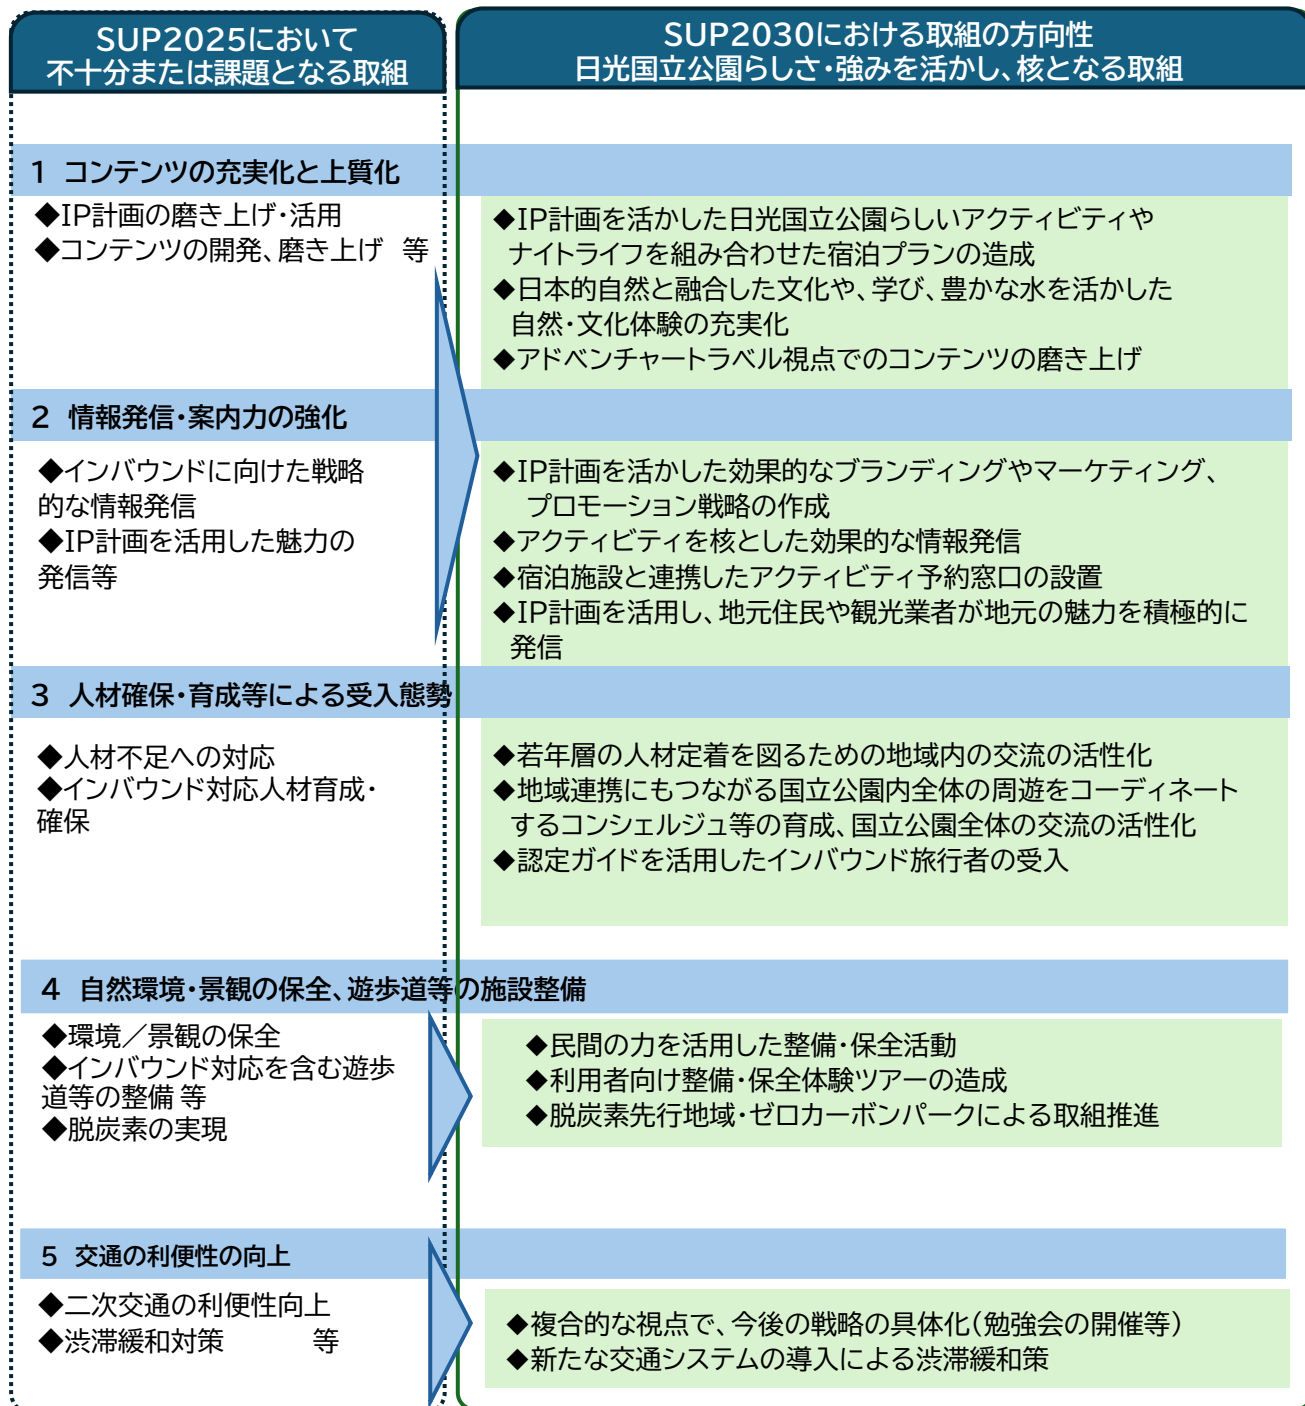 SUP2025において
不十分または課題となる取組
SUP2030における取組の方向性
日光国立公園らしさ・強みを活かし、核となる取組
1 コンテンツの充実化と上質化
◆IP計画の磨き上げ・活用
◆コンテンツの開発、磨き上げ 等
◆IP計画を活かした日光国立公園らしいアクティビティや
ナイトライフを組み合わせた宿泊プランの造成
◆日本的自然と融合した文化や、学び、豊かな水を活かした
自然・文化体験の充実化
◆アドベンチャートラベル視点でのコンテンツの磨き上げ
2 情報発信・案内力の強化
◆インバウンドに向けた戦略
的な情報発信
◆IP計画を活用した魅力の
発信等
◆IP計画を活かした効果的なブランディングやマーケティング、
プロモーション戦略の作成
◆アクティビティを核とした効果的な情報発信
◆宿泊施設と連携したアクティビティ予約窓口の設置
◆IP計画を活用し、地元住民や観光業者が地元の魅力を積極的に
発信
3 人材確保・育成等による受入態勢
◆人材不足への対応
◆インバウンド対応人材育成・
確保
◆若年層の人材定着を図るための地域内の交流の活性化
◆地域連携にもつながる国立公園内全体の周遊をコーディネート
するコンシェルジュ等の育成、国立公園全体の交流の活性化
◆認定ガイドを活用したインバウンド旅行者の受入
4 自然環境・景観の保全、遊歩道等の施設整備
◆環境／景観の保全
◆インバウンド対応を含む遊歩
道等の整備 等
◆脱炭素の実現
◆民間の力を活用した整備・保全活動
◆利用者向け整備・保全体験ツアーの造成
◆脱炭素先行地域・ゼロカーボンパークによる取組推進
5 交通の利便性の向上
◆二次交通の利便性向上
◆渋滞緩和対策 等
◆複合的な視点で、今後の戦略の具体化（勉強会の開催等）
◆新たな交通システムの導入による渋滞緩和策